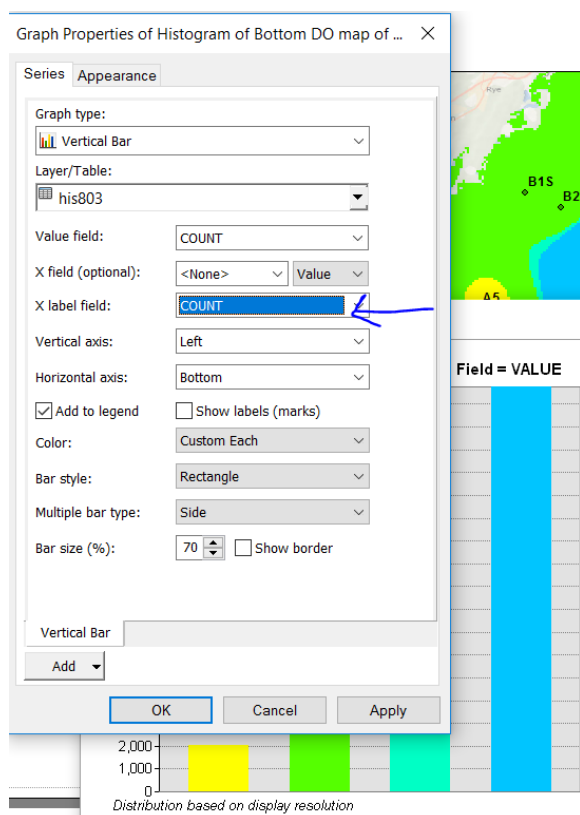 Graph Properties of Histogram of Bottom DO map of ...
Series
Appearance
Graph type:
Vertical Bar
Layer/Table:
his803
Value field:
COUNT
X field (optional):
<None>
Value
X label field:
COUNT
Vertical axis:
Left
Horizontal axis:
Bottom
Add to legend
Show labels (marks)
Color:
Custom Each
Bar style:
Rectangle
Multiple bar type:
Side
Bar size (%):
70
Show border
Vertical Bar
Add
OK
Cancel
Apply
Rye
B1S
B2
A5
Field = VALUE
2,000
1,000
0
Distribution based on display resolution